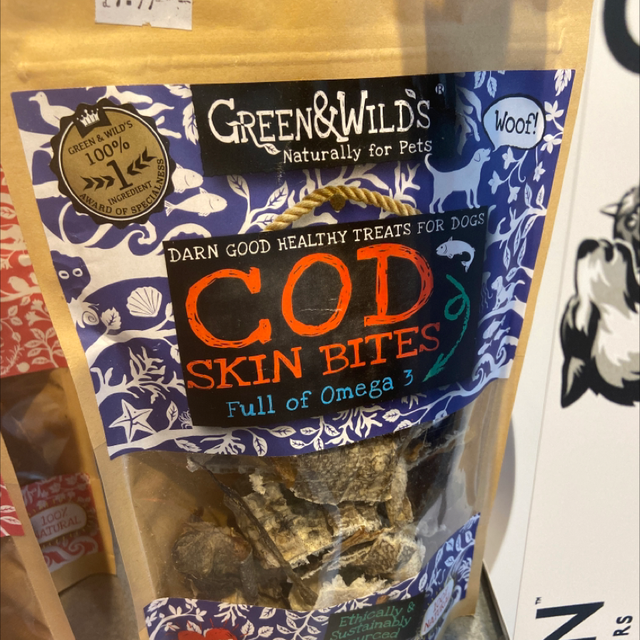 GREEN&WILD'S
Naturally for Pets
Woof!
GREEN & WILD'S
100%
1
INGREDIENT
AWARD OF SPECIALNESS
DARN GOOD HEALTHY TREATS FOR DOGS
COD
SKIN BITES
Full of Omega 3
100%
NATURAL
Ethically &
Sustainably